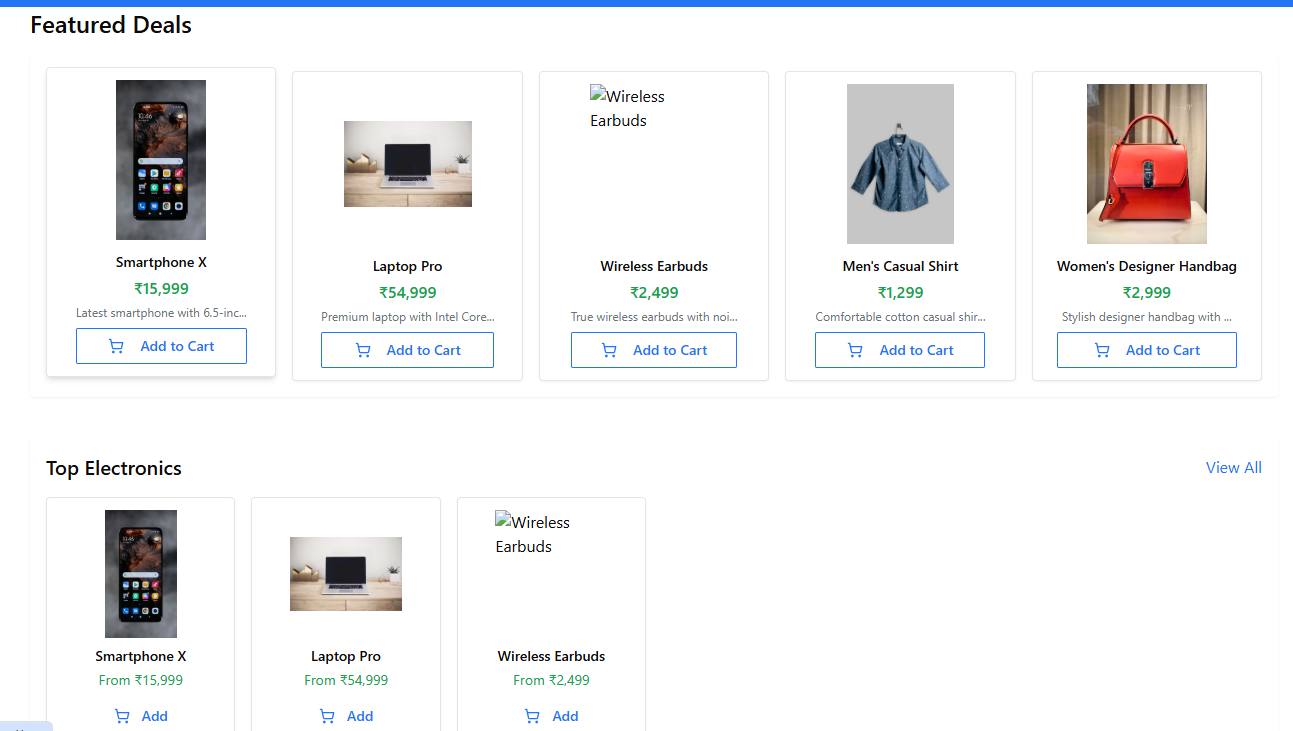 Featured Deals
Wireless
Earbuds
Smartphone X
Laptop Pro
Wireless Earbuds
Men's Casual Shirt
Women's Designer Handbag
₹15,999
₹54,999
₹2,499
₹1,299
₹2,999
Latest smartphone with 6.5-inc...
Premium laptop with Intel Core...
True wireless earbuds with noi...
Comfortable cotton casual shir...
Stylish designer handbag with ...
Add to Cart
Add to Cart
Add to Cart
Add to Cart
Add to Cart
Top Electronics
View All
Wireless
Earbuds
Smartphone X
Laptop Pro
Wireless Earbuds
From ₹15,999
From ₹54,999
From ₹2,499
Add
Add
Add